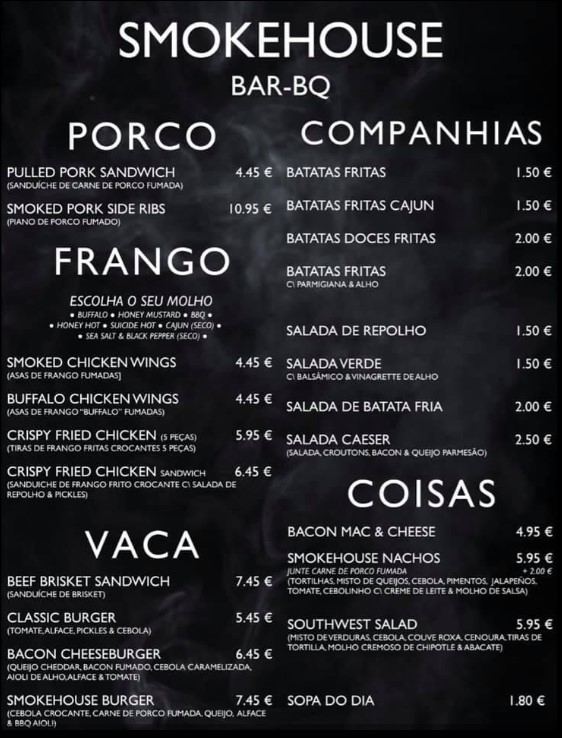 SMOKEHOUSE
BAR-BQ
PORCO
PULLED PORK SANDWICH 4.45 €
(SANDUÍCHE DE CARNE DE PORCO FUMADA)
SMOKED PORK SIDE RIBS 10.95 €
(PIANO DE PORCO FUMADO)
FRANGO
ESCOLHA O SEU MOLHO
• BUFFALO • HONEY MUSTARD • BBQ •
• HONEY HOT • SUICIDE HOT • CAJUN (SECO) •
• SEA SALT & BLACK PEPPER (SECO) •
SMOKED CHICKEN WINGS 4.45 €
(ASAS DE FRANGO FUMADAS]
BUFFALO CHICKEN WINGS 4.45 €
(ASAS DE FRANGO "BUFFALO" FUMADAS)
CRISPY FRIED CHICKEN (5 PEÇAS) 5.95 €
(TIRAS DE FRANGO FRITAS CROCANTES 5 PEÇAS)
CRISPY FRIED CHICKEN SANDWICH 6.45 €
(SANDUICHE DE FRANGO FRITO CROCANTE C\ SALADA DE
REPOLHO & PICKLES)
VACA
BEEF BRISKET SANDWICH 7.45 €
(SANDUÍCHE DE BRISKET)
CLASSIC BURGER 5.45 €
(TOMATE, ALFACE, PICKLES & CEBOLA)
BACON CHEESEBURGER 6.45 €
(QUEIJO CHEDDAR, BACON FUMADO, CEBOLA CARAMELIZADA,
AIOLI DE ALHO, ALFACE & TOMATE)
SMOKEHOUSE BURGER 7.45 €
(CEBOLA CROCANTE, CARNE DE PORCO FUMADA, QUEIJO, ALFACE
& BBQ AIOLI)
COMPANHIAS
BATATAS FRITAS 1.50 €
BATATAS FRITAS CAJUN 1.50 €
BATATAS DOCES FRITAS 2.00 €
BATATAS FRITAS 2.00 €
C\ PARMIGIANA & ALHO
SALADA DE REPOLHO 1.50 €
SALADA VERDE 1.50 €
C\ BALSÂMICO & VINAGRETTE DE ALHO
SALADA DE BATATA FRIA 2.00 €
SALADA CAESER 2.50 €
(SALADA, CROUTONS, BACON & QUEIJO PARMESÃO)
COISAS
BACON MAC & CHEESE 4.95 €
SMOKEHOUSE NACHOS 5.95 €
JUNTE CARNE DE PORCO FUMADA + 2.00 €
(TORTILHAS, MISTO DE QUEIJOS, CEBOLA, PIMENTOS, JALAPEÑOS,
TOMATE, CEBOLINHO C\ CREME DE LEITE & MOLHO DE SALSA)
SOUTHWEST SALAD 5.95 €
(MISTO DE VERDURAS, CEBOLA, COUVE ROXA, CENOURA, TIRAS DE
TORTILLA, MOLHO CREMOSO DE CHIPOTLE & ABACATE)
SOPA DO DIA 1.80 €